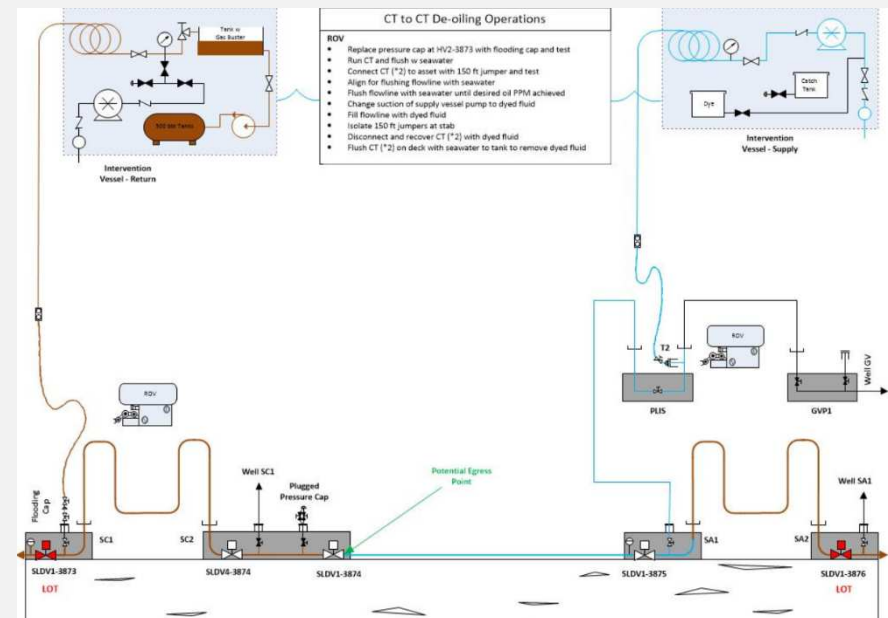 CT to CT De-oiling Operations
ROV
Replace pressure cap at HV2-3873 with flooding cap and test
Run CT and flush w seawater
Connect CT (*2) to asset with 150 ft jumper and test
Align for flushing flowline with seawater
Flush flowline with seawater until desired oil PPM achieved
Change suction of supply vessel pump to dyed fluid
Fill flowline with dyed fluid
Isolate 150 ft jumpers at stab
Disconnect and recover CT (*2) with dyed fluid
Flush CT (*2) on deck with seawater to tank to remove dyed fluid
Tank w
Gas Buster
500 bbl Tanks
Intervention
Vessel - Return
Catch
Tank
Dye
Intervention
Vessel - Supply
T2
ROV
PLIS
GVP1
Well GV
ROV
Flooding
Cap
Well SC1
Plugged
Pressure Cap
Potential Egress
Point
Well SA1
SC1
SC2
SA1
SA2
SLDV1-3873
SLDV4-3874
SLDV1-3874
SLDV1-3875
SLDV1-3876
LOT
LOT